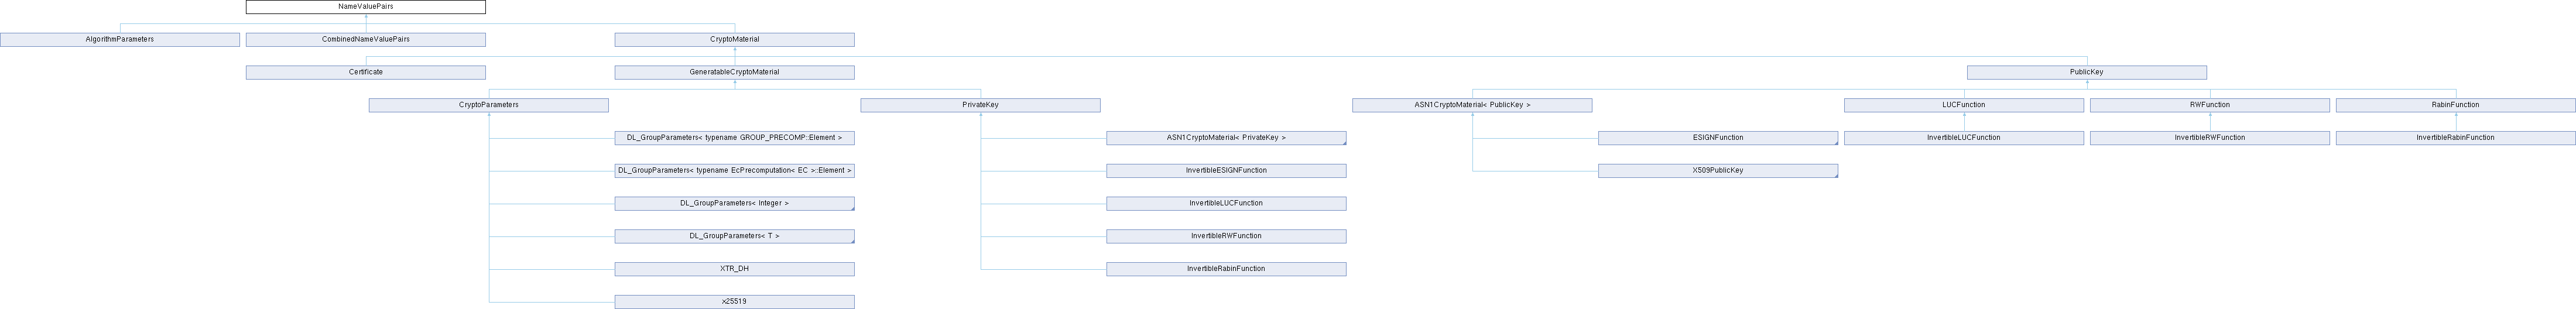 NameValuePairs
AlgorithmParameters
CombinedNameValuePairs
CryptoMaterial
Certificate
GeneratableCryptoMaterial
PublicKey
CryptoParameters
PrivateKey
ASN1CryptoMaterial< PublicKey >
LUCFunction
RWFunction
RabinFunction
DL_GroupParameters< typename GROUP_PRECOMP::Element >
ASN1CryptoMaterial< PrivateKey >
ESIGNFunction
InvertibleLUCFunction
InvertibleRWFunction
InvertibleRabinFunction
DL_GroupParameters< typename EcPrecomputation< EC >::Element >
InvertibleESIGNFunction
X509PublicKey
DL_GroupParameters< Integer >
InvertibleLUCFunction
DL_GroupParameters< T >
InvertibleRWFunction
XTR_DH
InvertibleRabinFunction
x25519